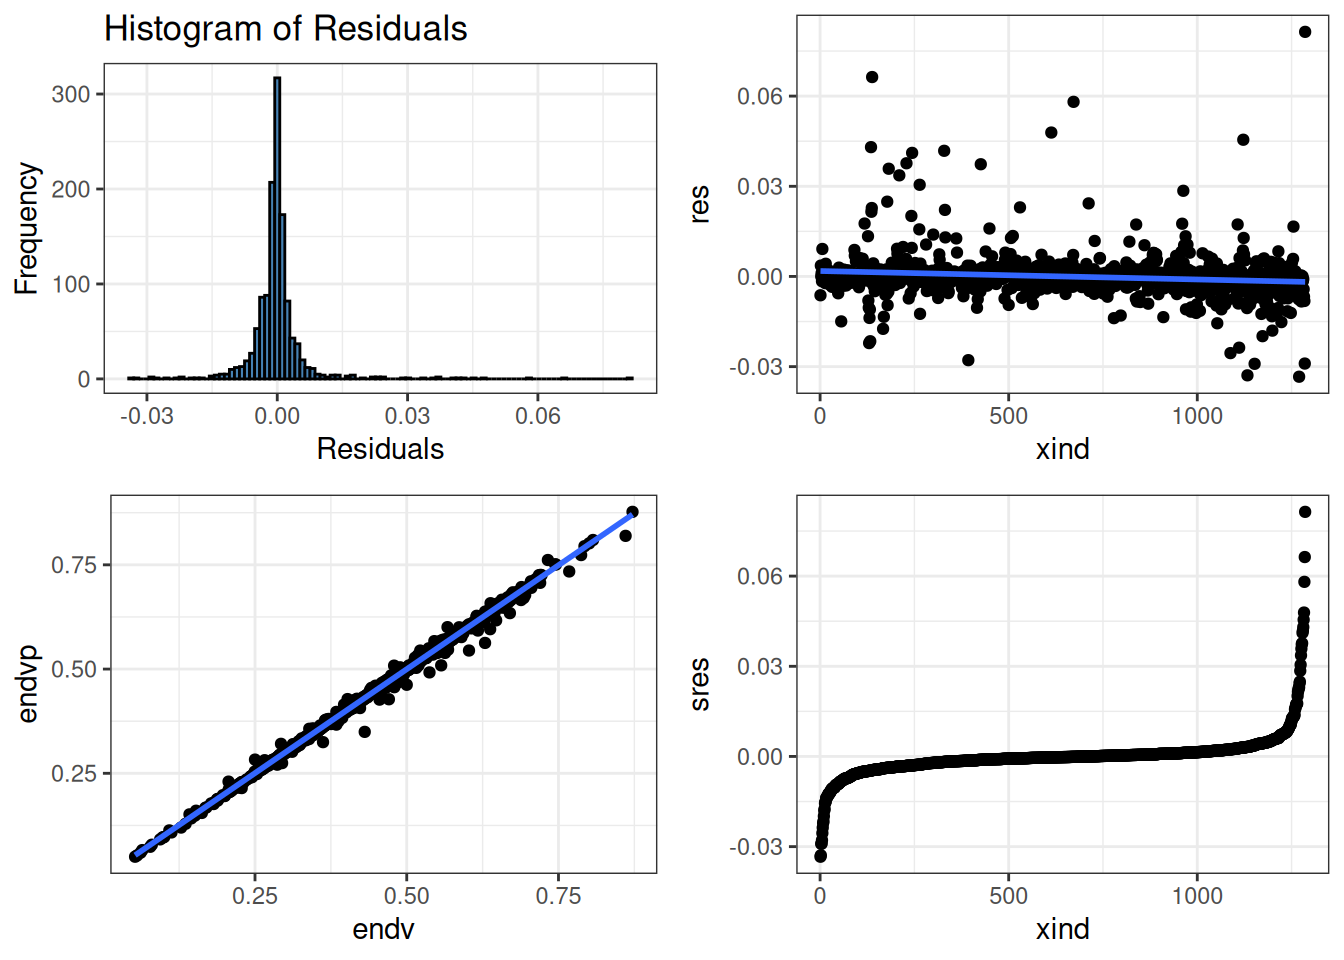 Histogram of Residuals
Frequency
300
200
100
0
-0.03 0.00 0.03 0.06
Residuals
res
0.06
0.03
0.00
-0.03
0 500 1000
xind
endvp
0.75
0.50
0.25
0.25 0.50 0.75
endv
sres
0.06
0.03
0.00
-0.03
0 500 1000
xind